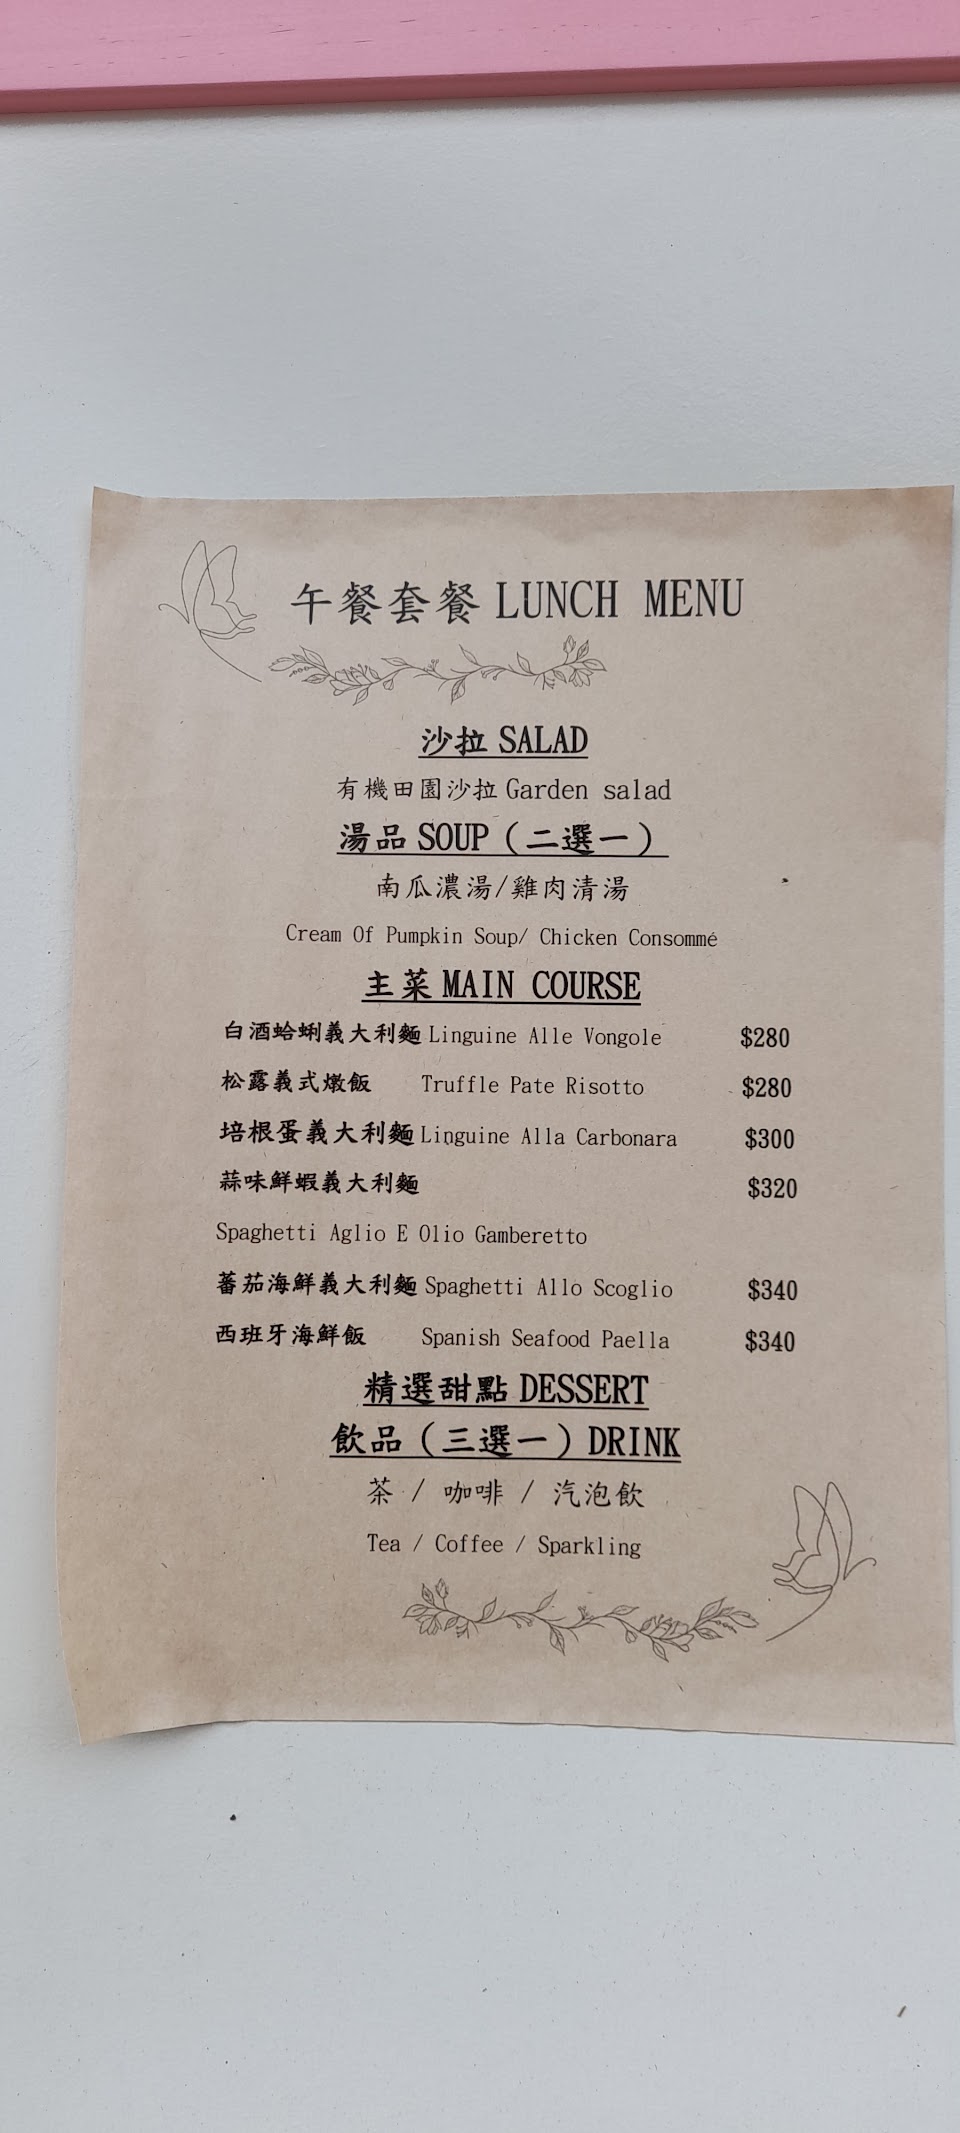 午餐套餐 LUNCH MENU
沙拉 SALAD
有機田園沙拉 Garden salad
湯品 SOUP（二選一）
南瓜濃湯/雞肉清湯
Cream Of Pumpkin Soup/ Chicken Consommé
主菜 MAIN COURSE
白酒蛤蜊義大利麵 Linguine Alle Vongole $280
松露義式燉飯 Truffle Pate Risotto $280
培根蛋義大利麵 Linguine Alla Carbonara $300
蒜味鮮蝦義大利麵 $320
Spaghetti Aglio E Olio Gamberetto
蕃茄海鮮義大利麵 Spaghetti Allo Scoglio $340
西班牙海鮮飯 Spanish Seafood Paella $340
精選甜點 DESSERT
飲品（三選一）DRINK
茶 / 咖啡 / 汽泡飲
Tea / Coffee / Sparkling